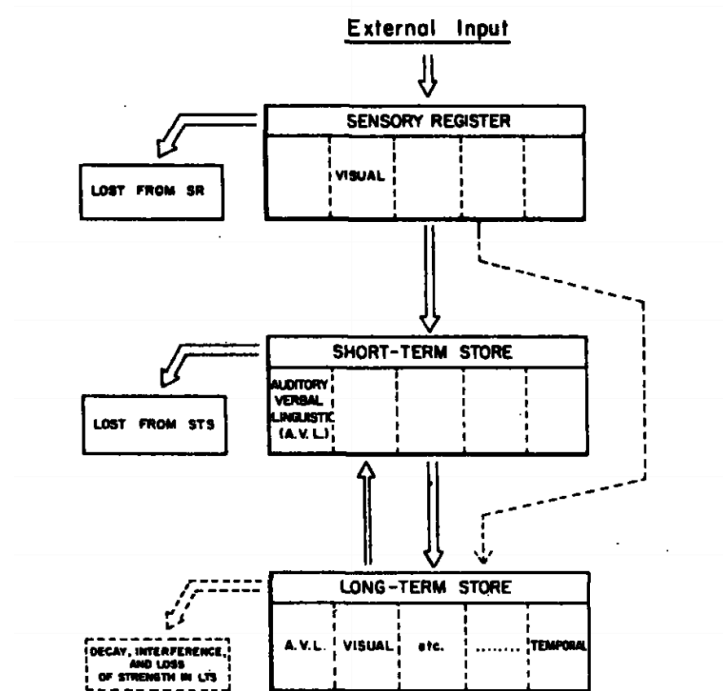 External Input
SENSORY REGISTER
VISUAL
LOST FROM SR
SHORT-TERM STORE
AUDITORY
VERBAL
LINGUISTIC
(A.V.L.)
LOST FROM STS
LONG-TERM STORE
A.V.L. VISUAL etc. ........ TEMPORAL
DECAY, INTERFERENCE,
AND LOSS
OF STRENGTH IN LTS